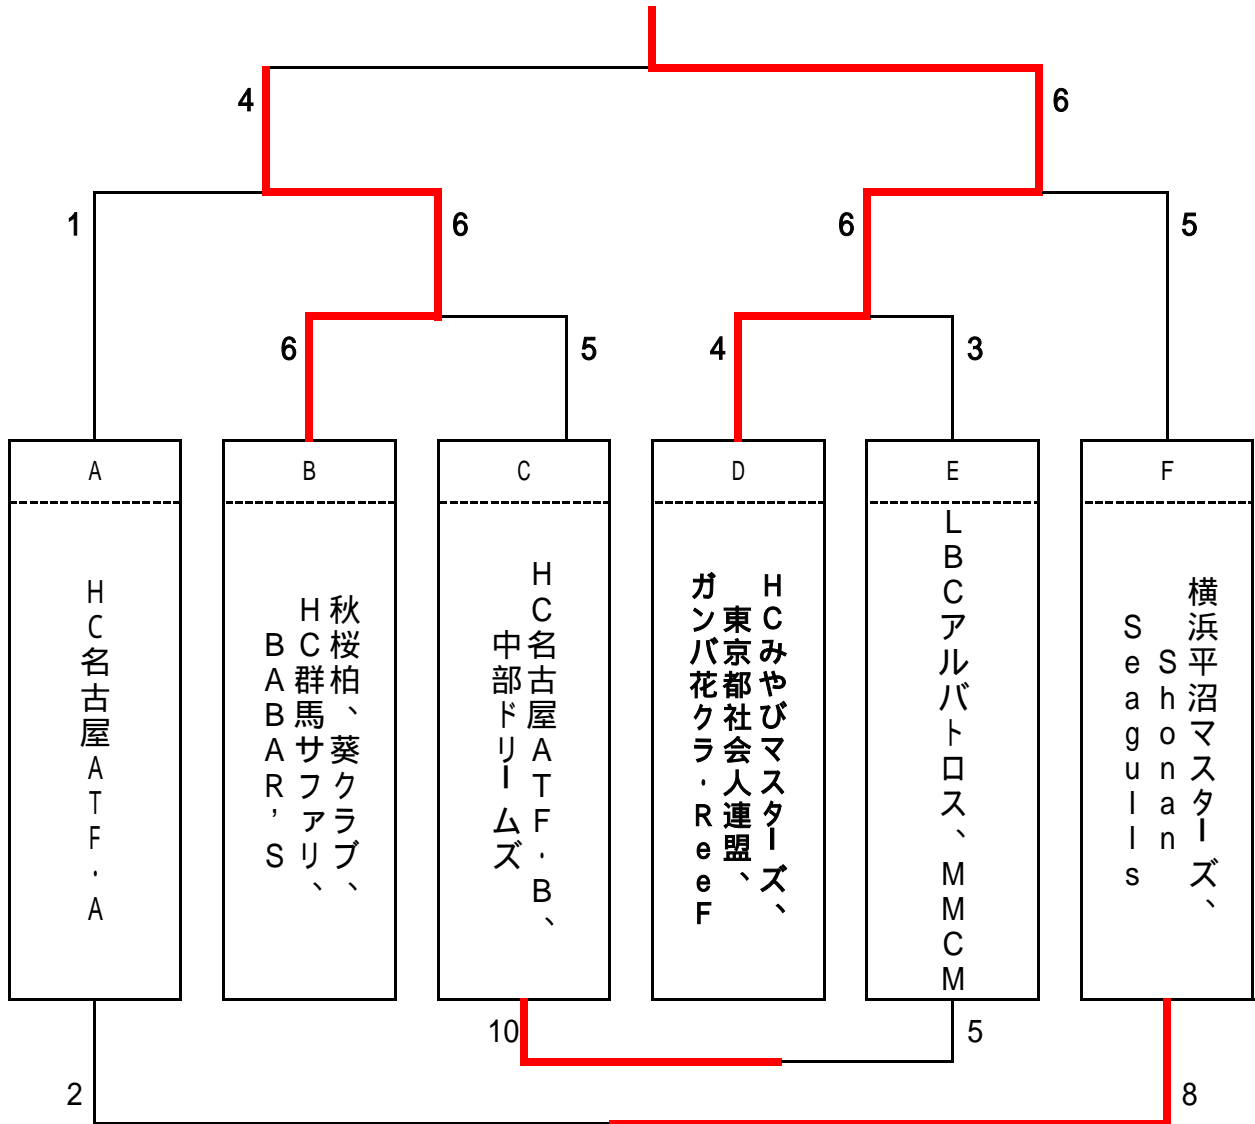 4
6
1
6
6
5
6
5
4
3
A
B
C
D
E
F
HC名古屋ATF・A
秋桜柏、葵クラブ、
HC群馬サファリ、
BABAR’S
HC名古屋ATF・B、
中部ドリームズ
HCみやびマスターズ、
東京都社会人連盟、
ガンバ花クラ・ReeF
LBCアルバトロス、MMCM
横浜平沼マスターズ、
Shonan
Seagulls
10
5
2
8